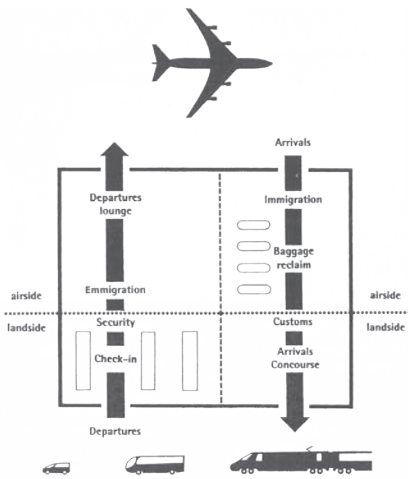 Arrivals
Departures
lounge
Immigration
Baggage
reclaim
Emmigration
airside
airside
landside
Security
Customs
landside
Check-in
Arrivals
Concourse
Departures